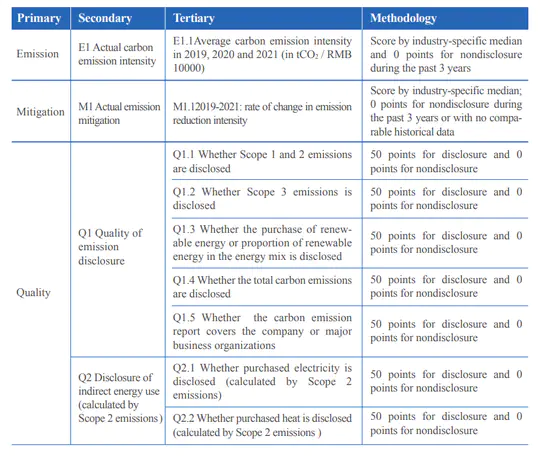 Primary Secondary Tertiary Methodology
Emission
E1 Actual carbon
emission intensity
E1.1Average carbon emission intensity
in 2019, 2020 and 2021 (in tCO₂ / RMB
10000)
Score by industry-specific median
and 0 points for nondisclosure
during the past 3 years
Mitigation
M1 Actual emission
mitigation
M1.12019-2021: rate of change in emission
reduction intensity
Score by industry-specific median;
0 points for nondisclosure during
the past 3 years or with no compa-
rable historical data
Quality
Q1 Quality of
emission
disclosure
Q1.1 Whether Scope 1 and 2 emissions
are disclosed
50 points for disclosure and 0
points for nondisclosure
Q1.2 Whether Scope 3 emissions is
disclosed
50 points for disclosure and 0
points for nondisclosure
Q1.3 Whether the purchase of renew-
able energy or proportion of renewable
energy in the energy mix is disclosed
50 points for disclosure and 0
points for nondisclosure
Q1.4 Whether the total carbon emissions
are disclosed
50 points for disclosure and 0
points for nondisclosure
Q1.5 Whether the carbon emission
report covers the company or major
business organizations
50 points for disclosure and 0
points for nondisclosure
Q2 Disclosure of
indirect energy use
(calculated by
Scope 2 emissions)
Q2.1 Whether purchased electricity is
disclosed (calculated by Scope 2
emissions)
50 points for disclosure and 0
points for nondisclosure
Q2.2 Whether purchased heat is disclosed
(calculated by Scope 2 emissions )
50 points for disclosure and 0
points for nondisclosure